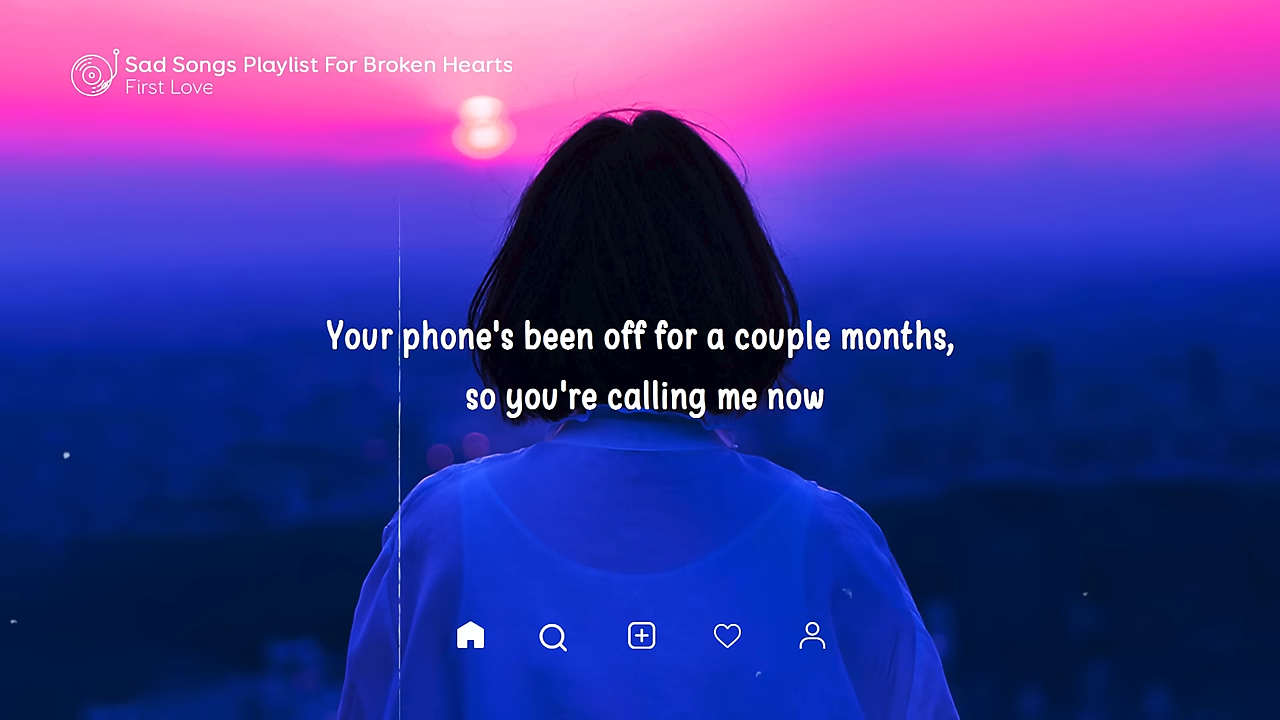 Sad Songs Playlist For Broken Hearts
First Love
Your phone's been off for a couple months,
so you're calling me now